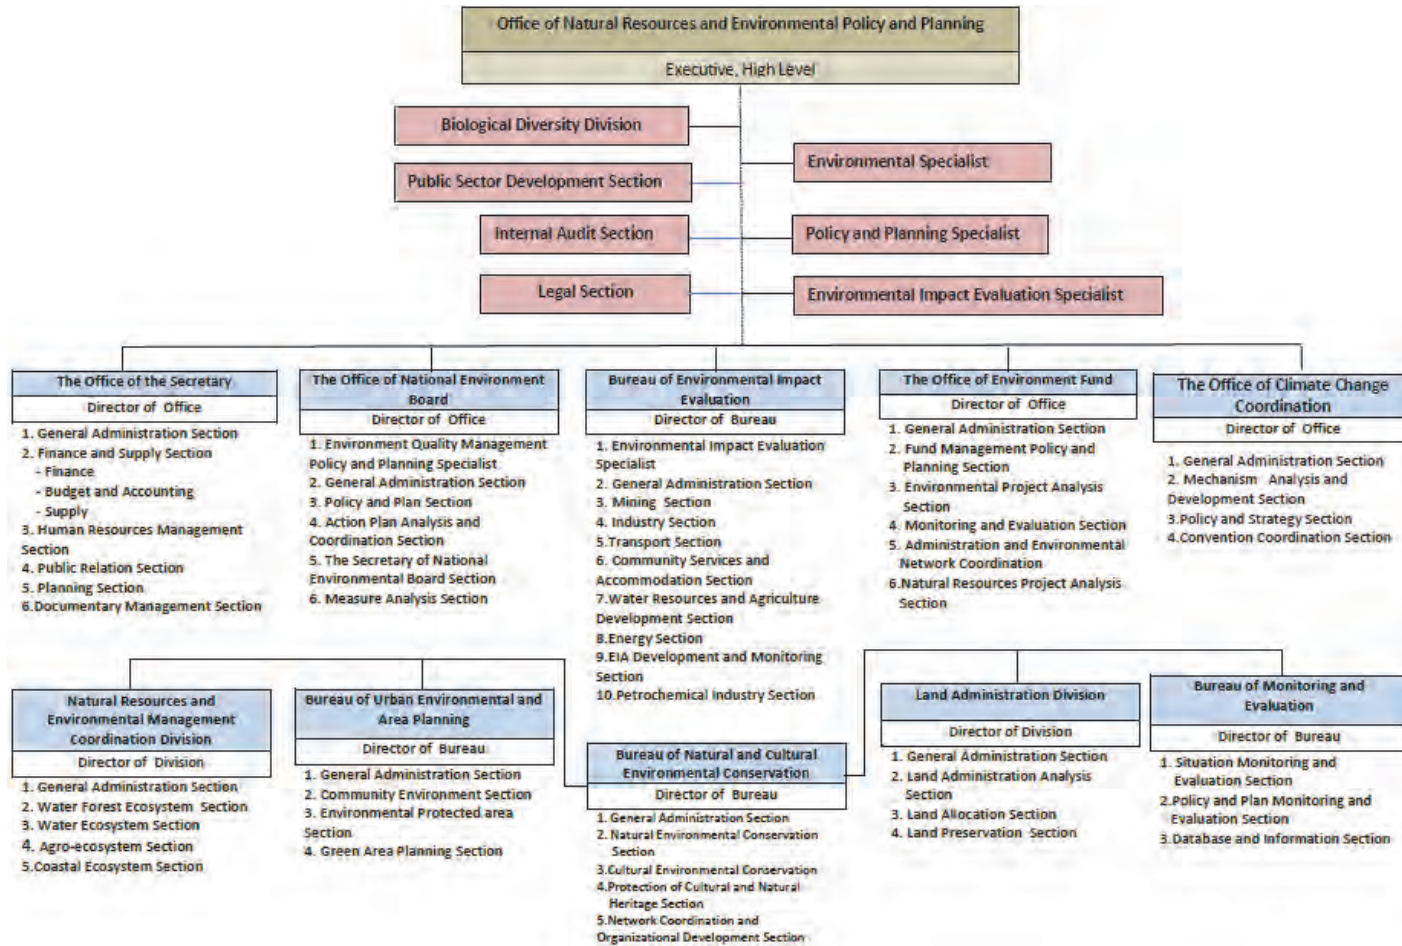 Office of Natural Resources and Environmental Policy and Planning
Executive, High Level
Biological Diversity Division
Environmental Specialist
Public Sector Development Section
Internal Audit Section
Policy and Planning Specialist
Legal Section
Environmental Impact Evaluation Specialist
The Office of the Secretary
Director of Office
1. General Administration Section
2. Finance and Supply Section
- Finance
- Budget and Accounting
- Supply
3. Human Resources Management
Section
4. Public Relation Section
5. Planning Section
6.Documentary Management Section
The Office of National Environment
Board
Director of Office
1. Environment Quality Management
Policy and Planning Specialist
2. General Administration Section
3. Policy and Plan Section
4. Action Plan Analysis and
Coordination Section
5. The Secretary of National
Environmental Board Section
6. Measure Analysis Section
Bureau of Environmental Impact
Evaluation
Director of Bureau
1. Environmental Impact Evaluation
Specialist
2. General Administration Section
3. Mining Section
4. Industry Section
5.Transport Section
6. Community Services and
Accommodation Section
7.Water Resources and Agriculture
Development Section
8.Energy Section
9.EIA Development and Monitoring
Section
10.Petrochemical Industry Section
The Office of Environment Fund
Director of Office
1. General Administration Section
2. Fund Management Policy and
Planning Section
3. Environmental Project Analysis
Section
4. Monitoring and Evaluation Section
5. Administration and Environmental
Network Coordination
6.Natural Resources Project Analysis
Section
The Office of Climate Change
Coordination
Director of Office
1. General Administration Section
2. Mechanism Analysis and
Development Section
3.Policy and Strategy Section
4.Convention Coordination Section
Natural Resources and
Environmental Management
Coordination Division
Director of Division
1. General Administration Section
2. Water Forest Ecosystem Section
3. Water Ecosystem Section
4. Agro-ecosystem Section
5.Coastal Ecosystem Section
Bureau of Urban Environmental and
Area Planning
Director of Bureau
1. General Administration Section
2. Community Environment Section
3. Environmental Protected area
Section
4. Green Area Planning Section
Bureau of Natural and Cultural
Environmental Conservation
Director of Bureau
1. General Administration Section
2. Natural Environmental Conservation
Section
3.Cultural Environmental Conservation
4.Protection of Cultural and Natural
Heritage Section
5.Network Coordination and
Organizational Development Section
Land Administration Division
Director of Division
1. General Administration Section
2. Land Administration Analysis
Section
3. Land Allocation Section
4. Land Preservation Section
Bureau of Monitoring and
Evaluation
Director of Bureau
1. Situation Monitoring and
Evaluation Section
2.Policy and Plan Monitoring and
Evaluation Section
3.Database and Information Section